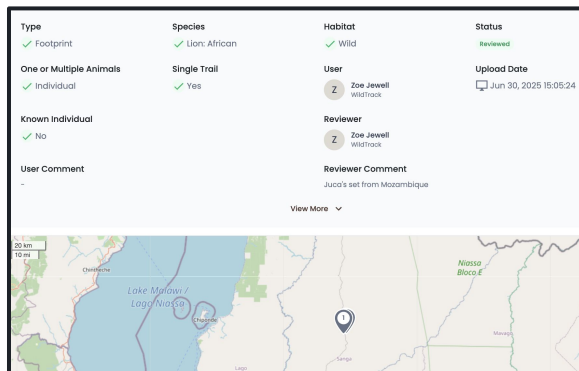 Type
Species
Habitat
Status
Footprint
Lion: African
Wild
Reviewed
One or Multiple Animals
Single Trail
User
Upload Date
Individual
Yes
Z
Zoe Jewell
WildTrack
Jun 30, 2025 15:05:24
Known Individual
Reviewer
No
Z
Zoe Jewell
WildTrack
User Comment
Reviewer Comment
-
Juca's set from Mozambique
View More
20 km
10 mi
Chintheche
Niassa
Bloco E
Lake Malawi /
Lago Niassa
Chiponde
1
Mavago
Sanga
Lago